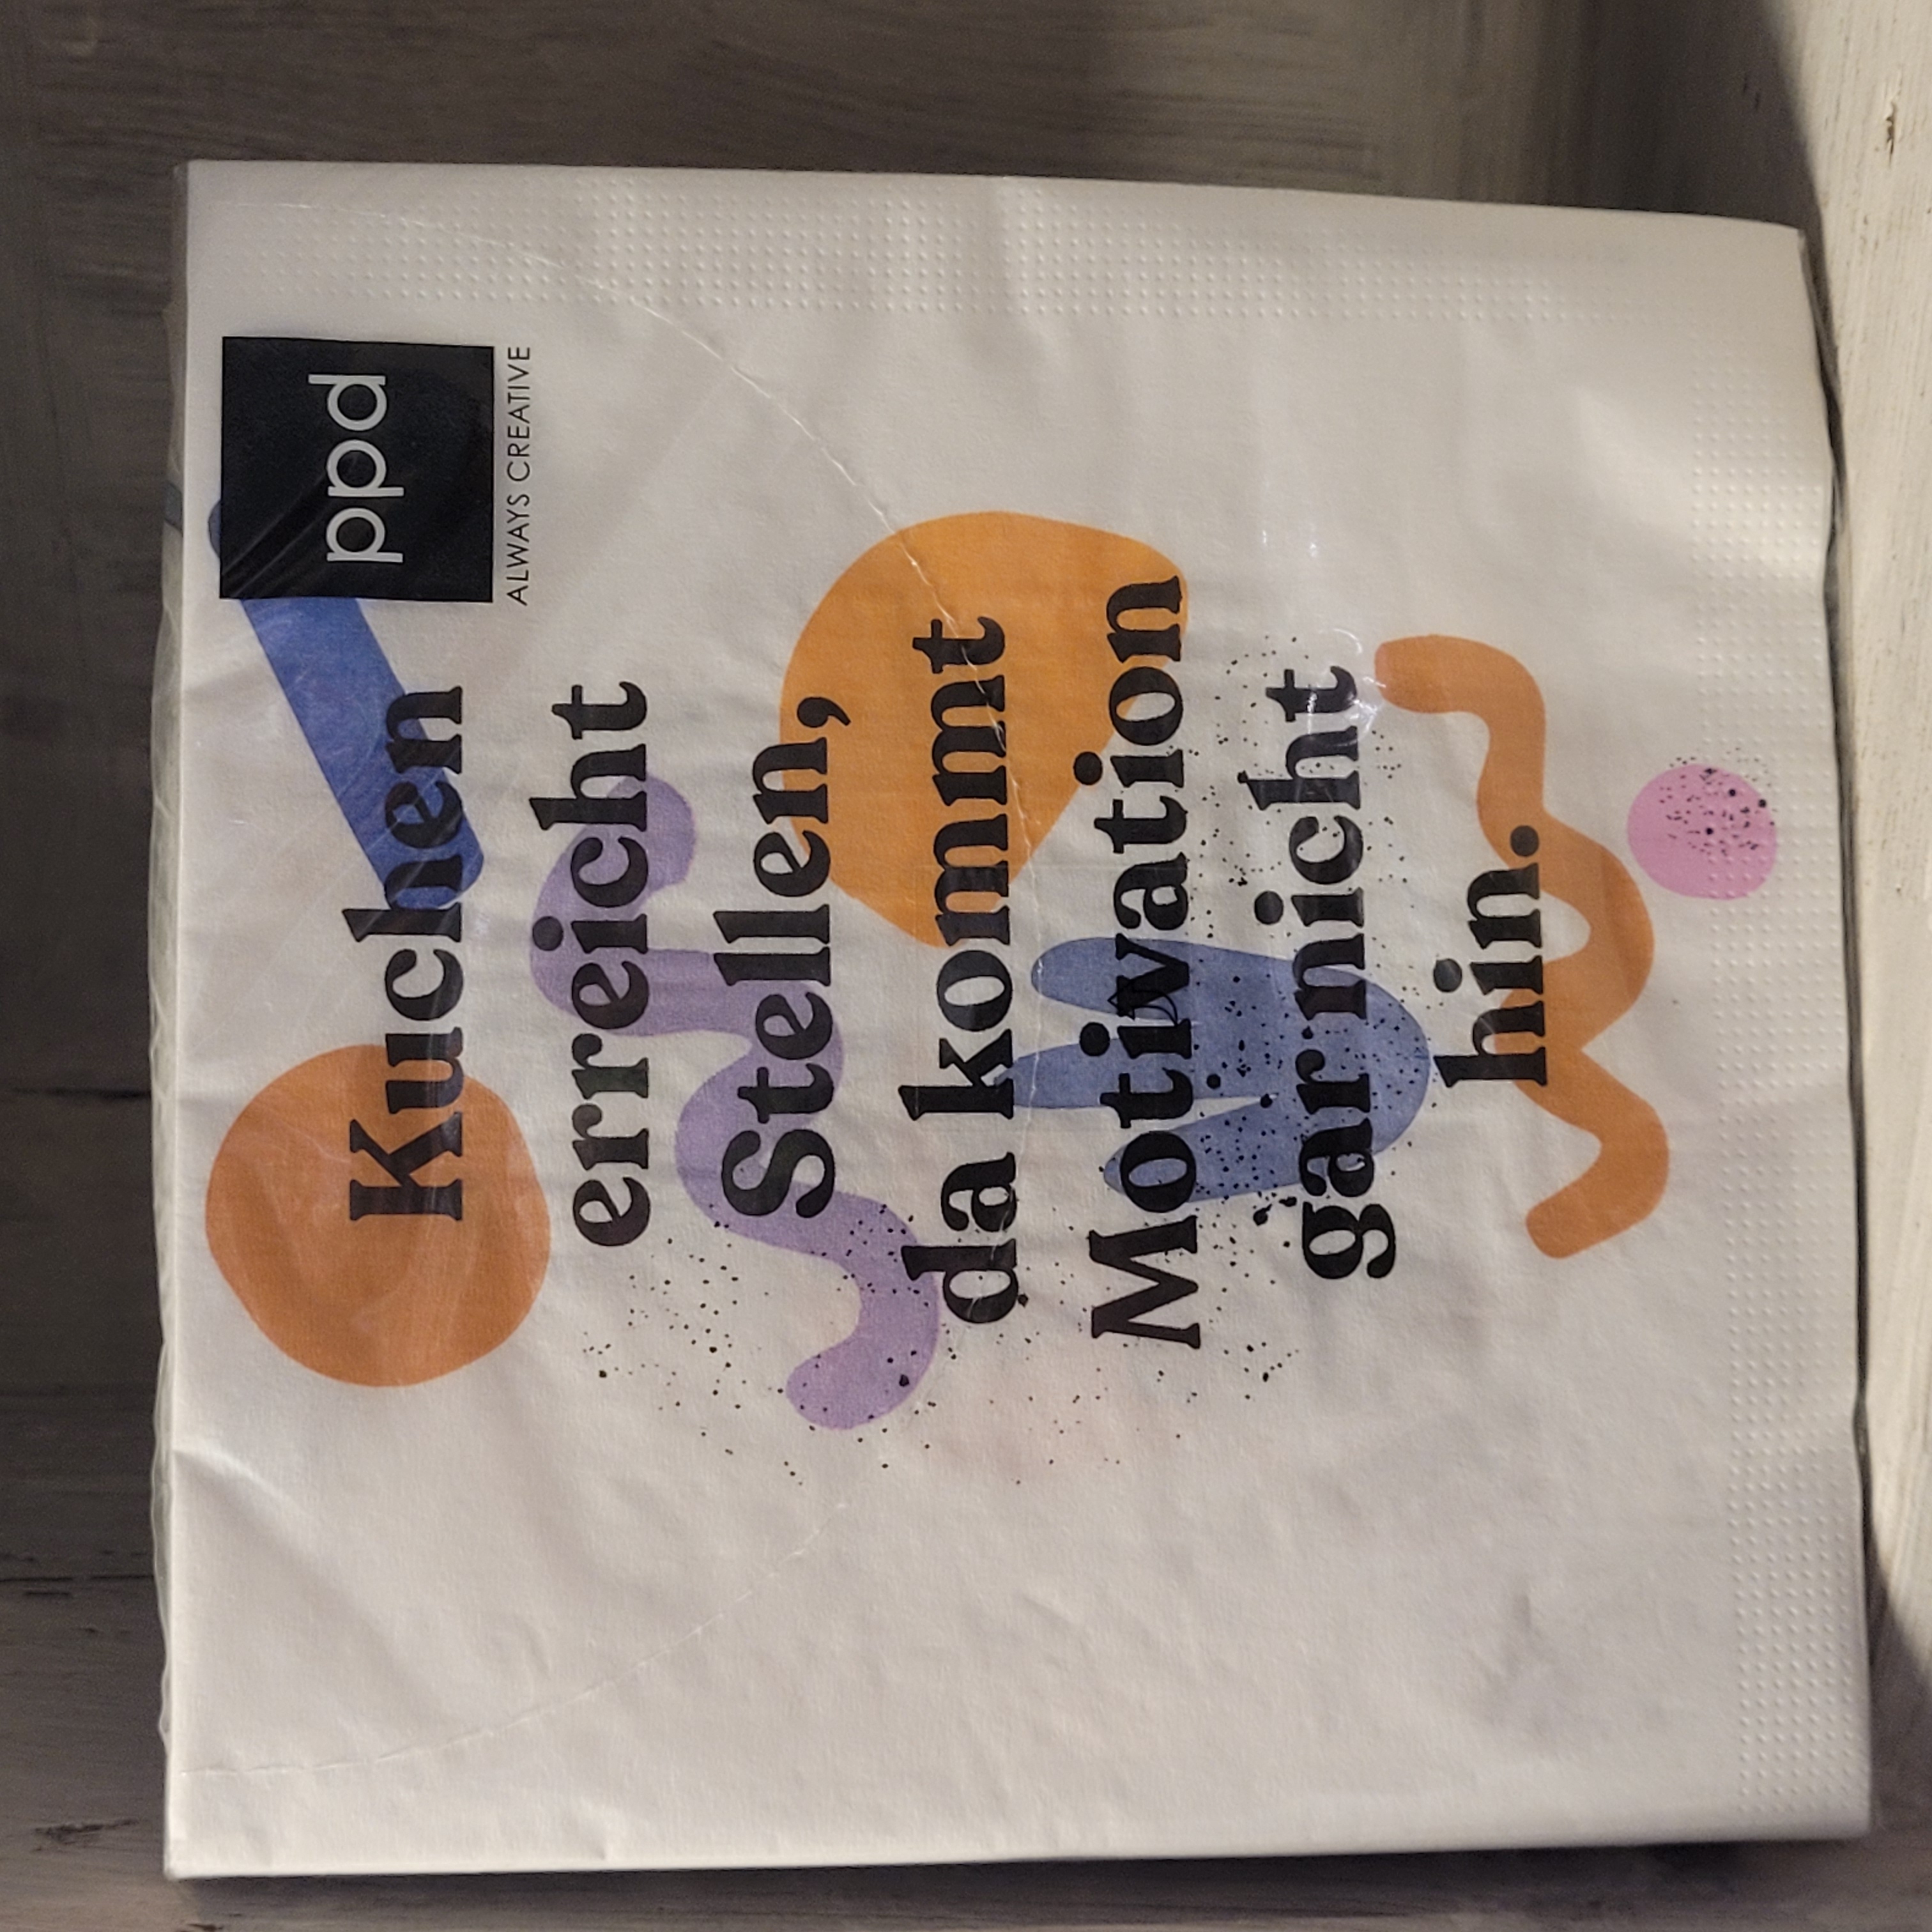 ppd
ALWAYS CREATIVE
Kuchen
erreicht
Stellen,
da kommt
Motivation
gar nicht
hin.